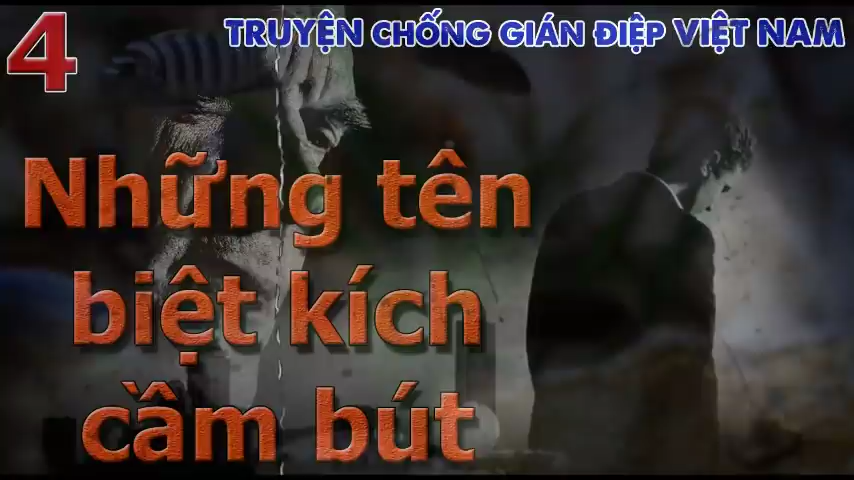 4
TRUYỆN CHỐNG GIÁN ĐIỆP VIỆT NAM
Những tên
biệt kích
cầm bút